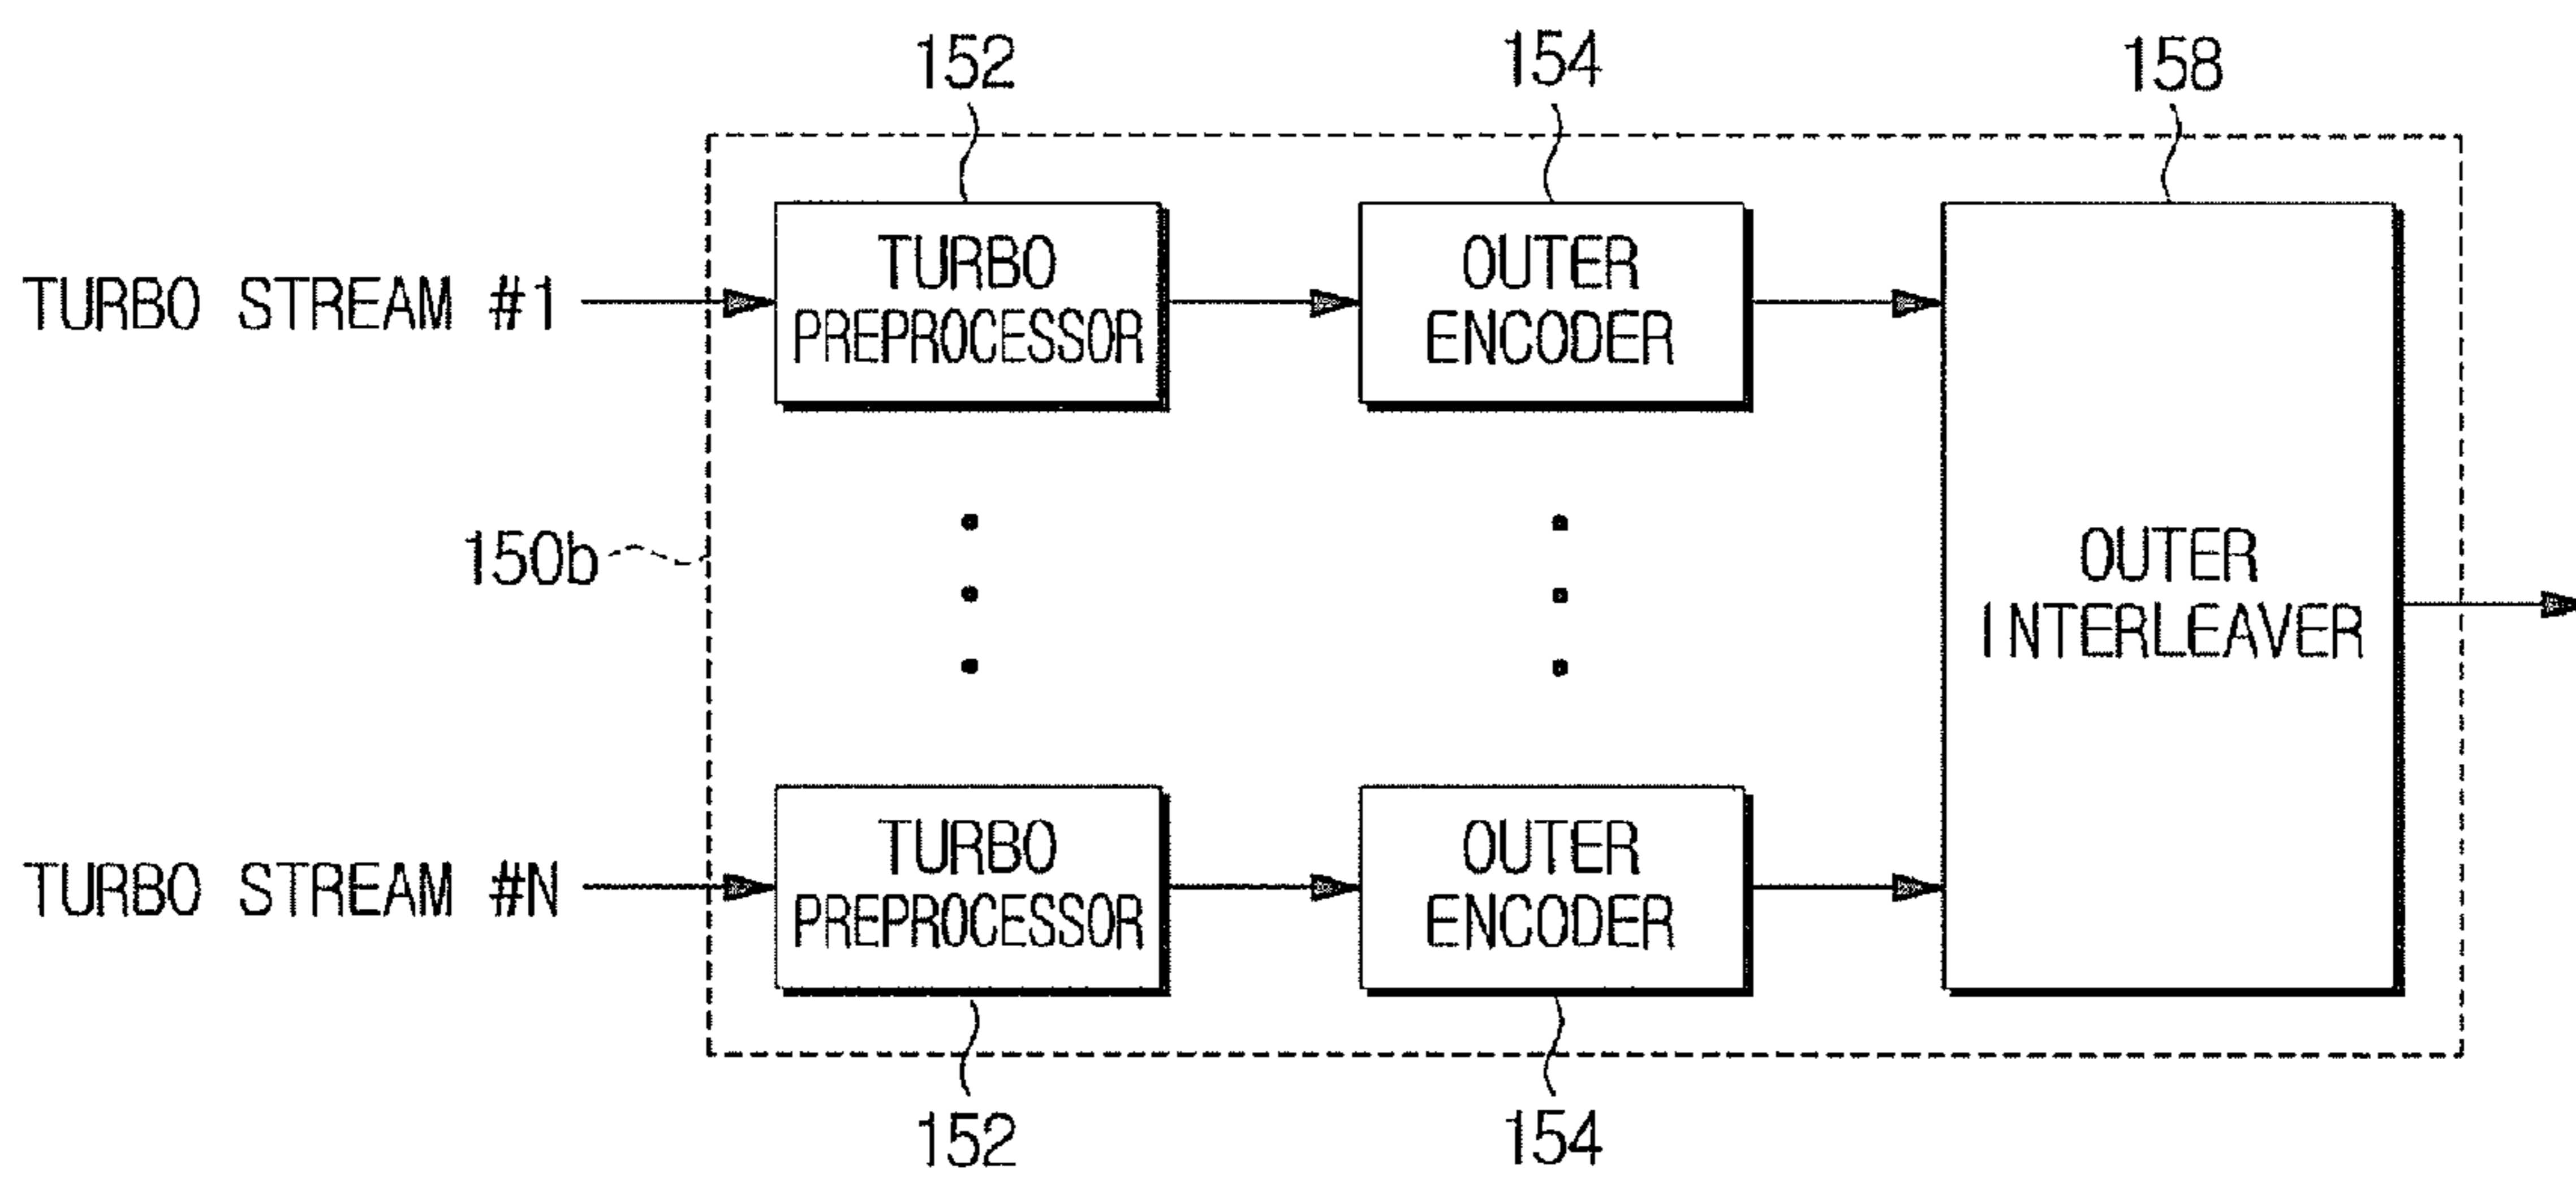 152
154
158
TURBO STREAM #1
TURBO
PREPROCESSOR
OUTER
ENCODER
150b
OUTER
INTERLEAVER
TURBO STREAM #N
TURBO
PREPROCESSOR
OUTER
ENCODER
152
154